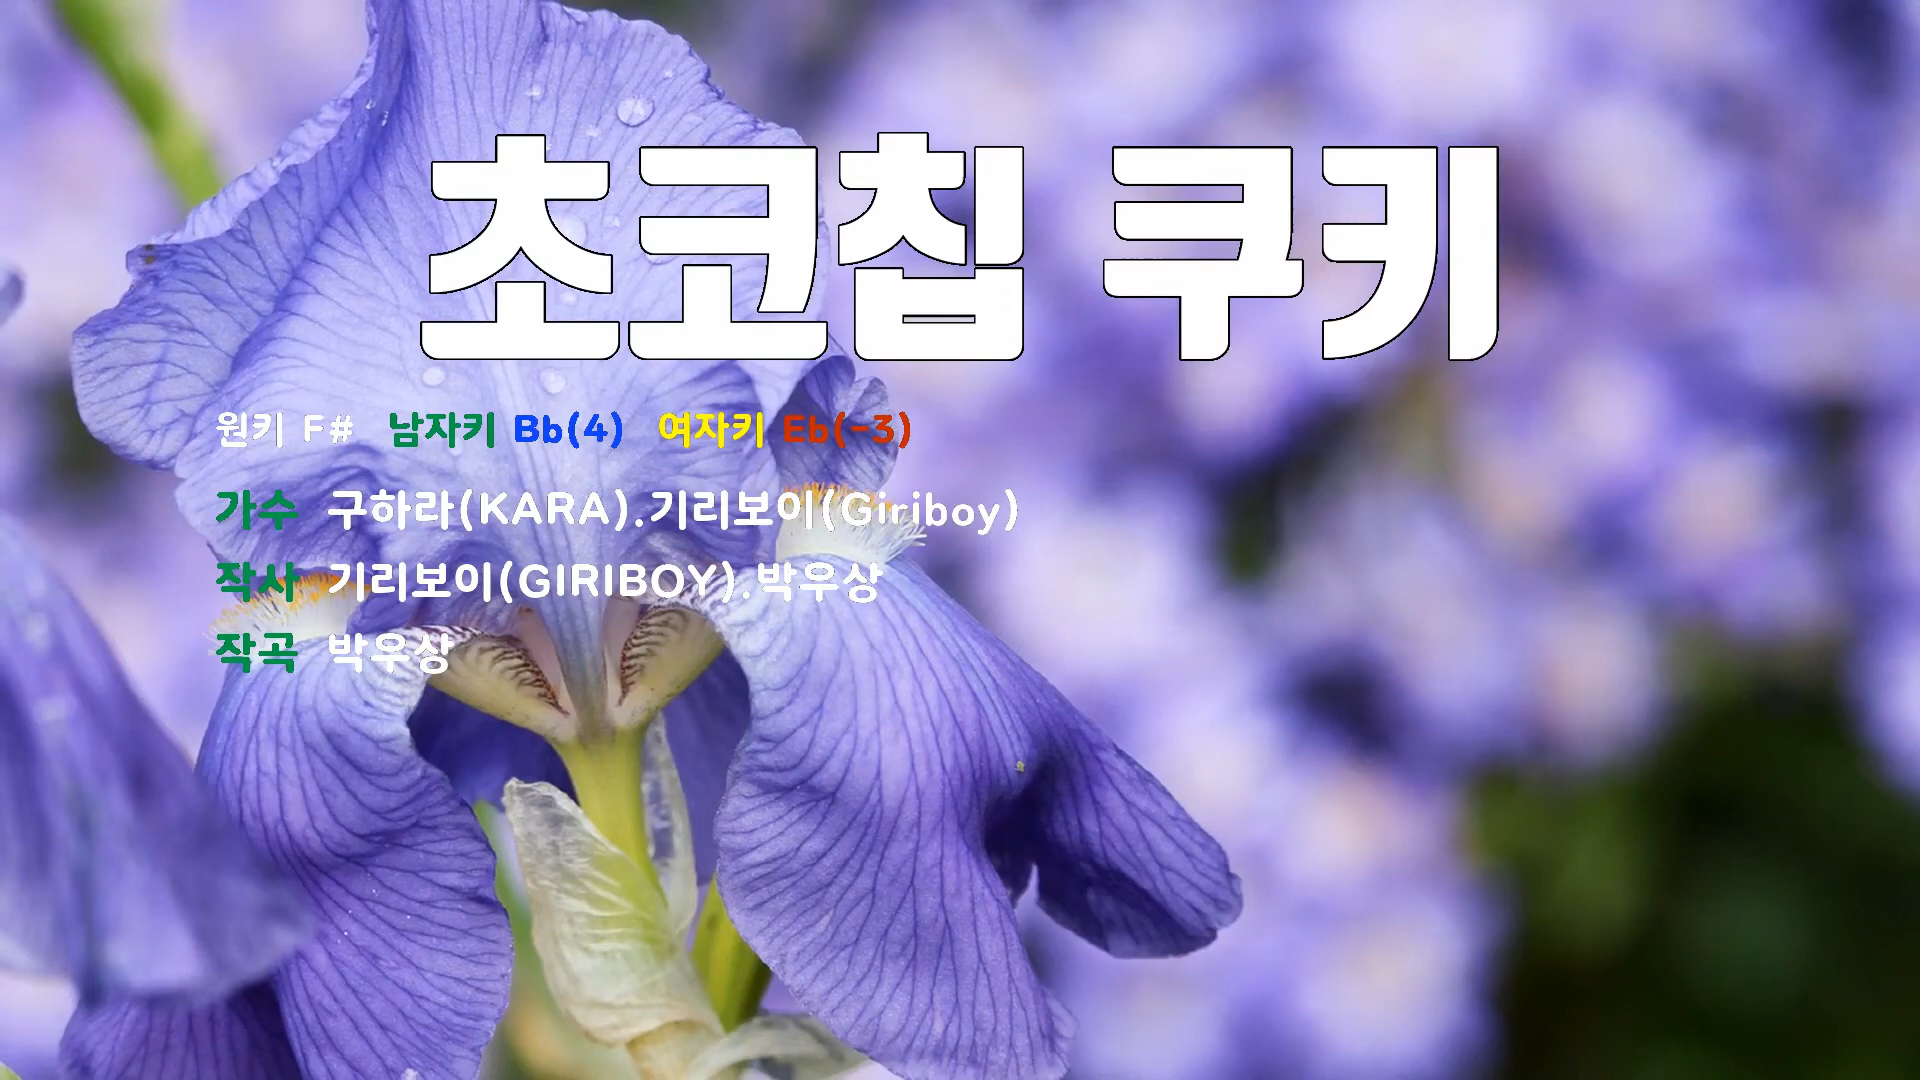 초코칩 쿠키
원키 F# 남자키 Bb(4) 여자키 Eb(-3)
가수 구하라(KARA).기리보이(Giriboy)
작사 기리보이(GIRIBOY).박우상
작곡 박우상